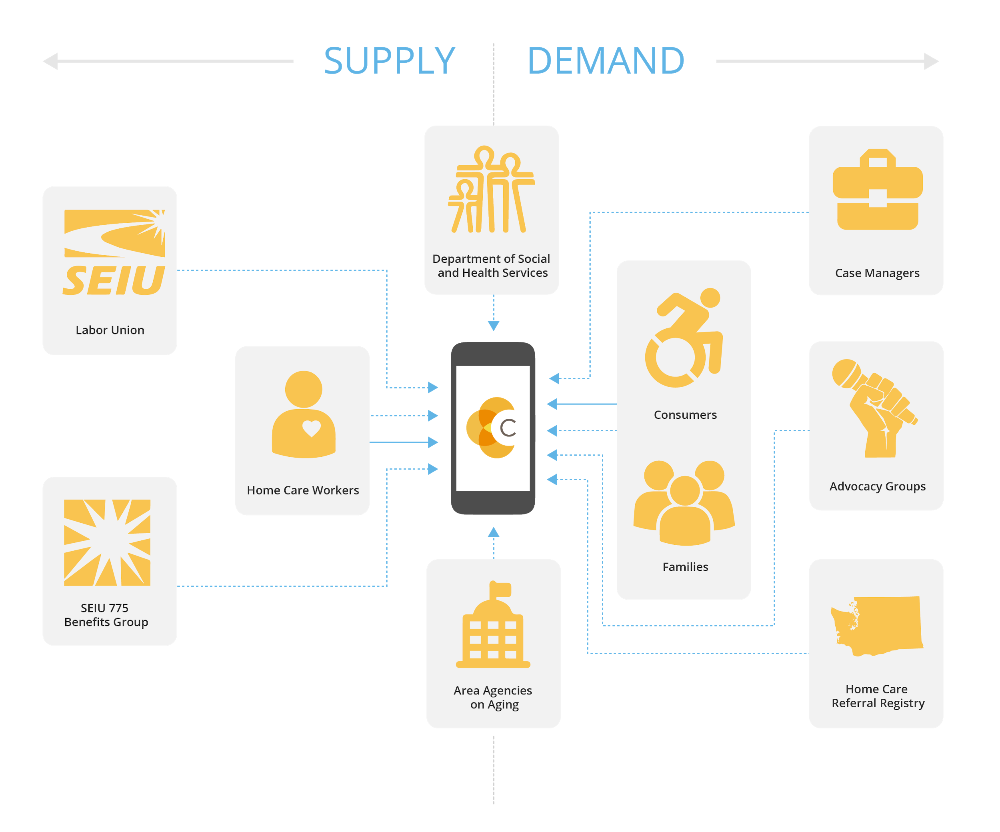 SUPPLY
DEMAND
Department of Social
and Health Services
Case Managers
SEIU
Labor Union
Consumers
C
Home Care Workers
Advocacy Groups
Families
SEIU 775
Benefits Group
Area Agencies
on Aging
Home Care
Referral Registry